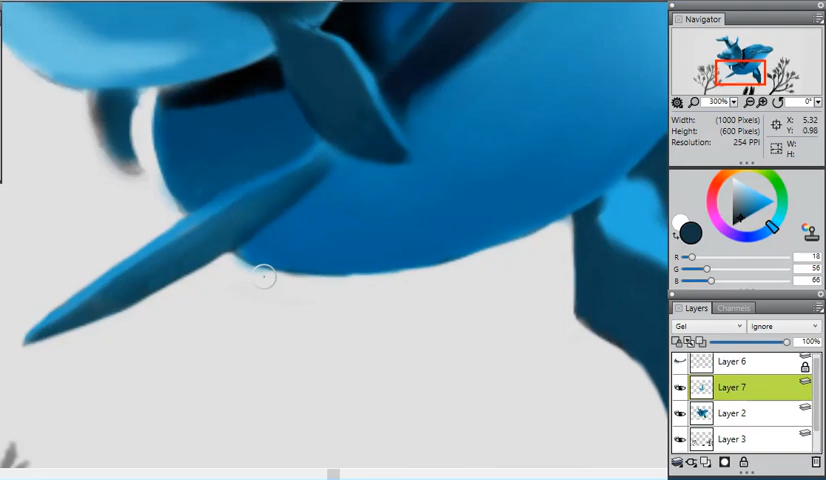 Navigator
300%
0°
Width: (1000 Pixels)
Height: (600 Pixels)
Resolution: 254 PPI
X: 5.32
Y: 0.98
W:
H:
R 18
G 56
B 66
Layers Channels
Gel Ignore
100%
Layer 6
Layer 7
Layer 2
Layer 3